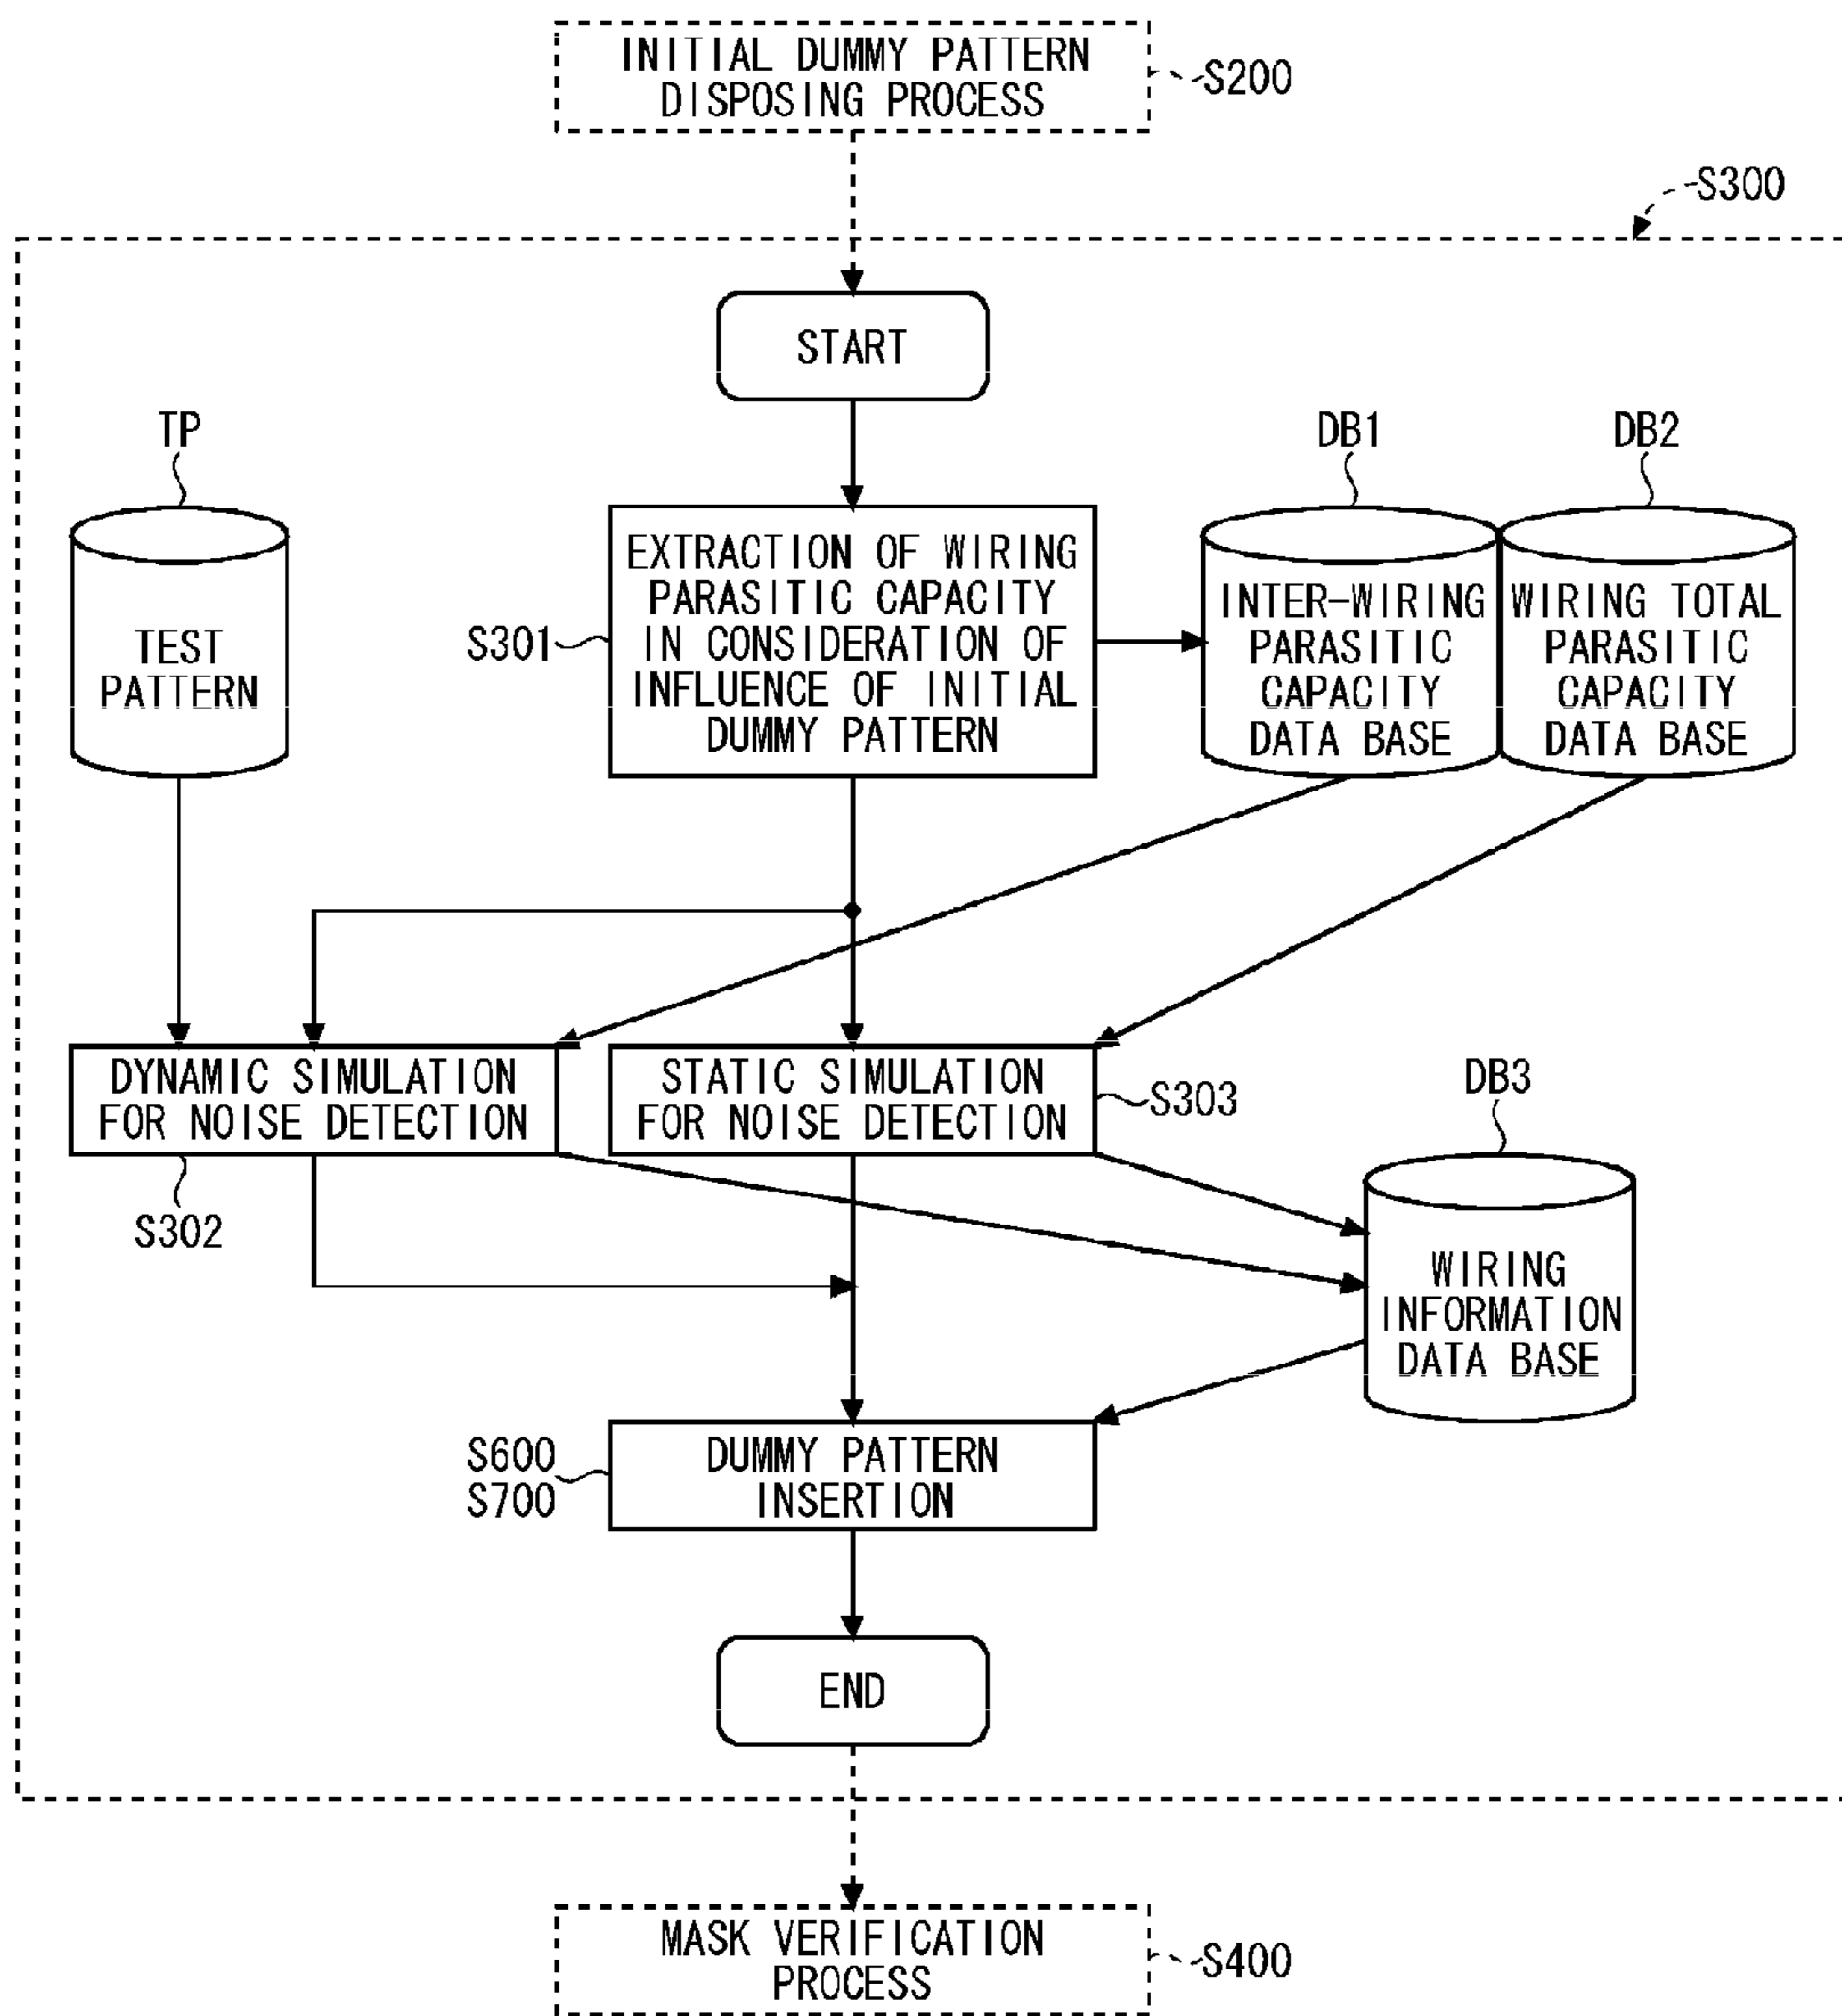 INITIAL DUMMY PATTERN
DISPOSING PROCESS
S200
S300
START
TP
DB1
DB2
TEST
PATTERN
S301
EXTRACTION OF WIRING
PARASITIC CAPACITY
IN CONSIDERATION OF
INFLUENCE OF INITIAL
DUMMY PATTERN
INTER-WIRING
PARASITIC
CAPACITY
DATA BASE
WIRING TOTAL
PARASITIC
CAPACITY
DATA BASE
DYNAMIC SIMULATION
FOR NOISE DETECTION
S302
STATIC SIMULATION
FOR NOISE DETECTION
S303
DB3
WIRING
INFORMATION
DATA BASE
S600
S700
DUMMY PATTERN
INSERTION
END
MASK VERIFICATION
PROCESS
S400